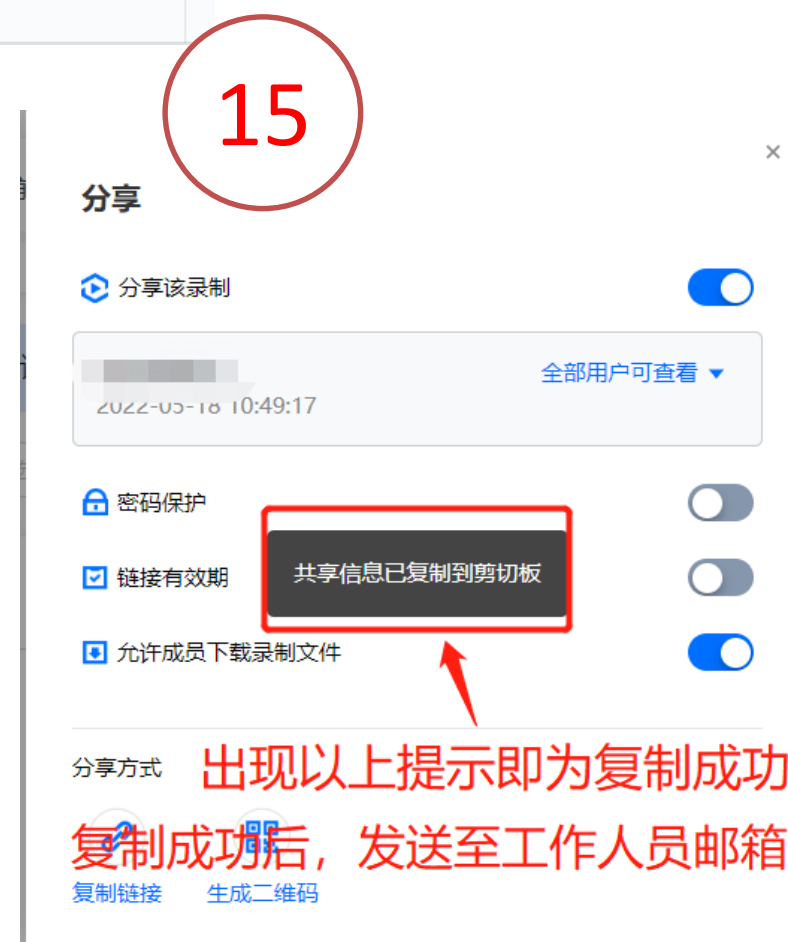 15
分享
分享该录制
全部用户可查看
2022-05-18 10:49:17
密码保护
共享信息已复制到剪切板
链接有效期
允许成员下载录制文件
分享方式
出现以上提示即为复制成功
复制成功后，发送至工作人员邮箱
复制链接 生成二维码